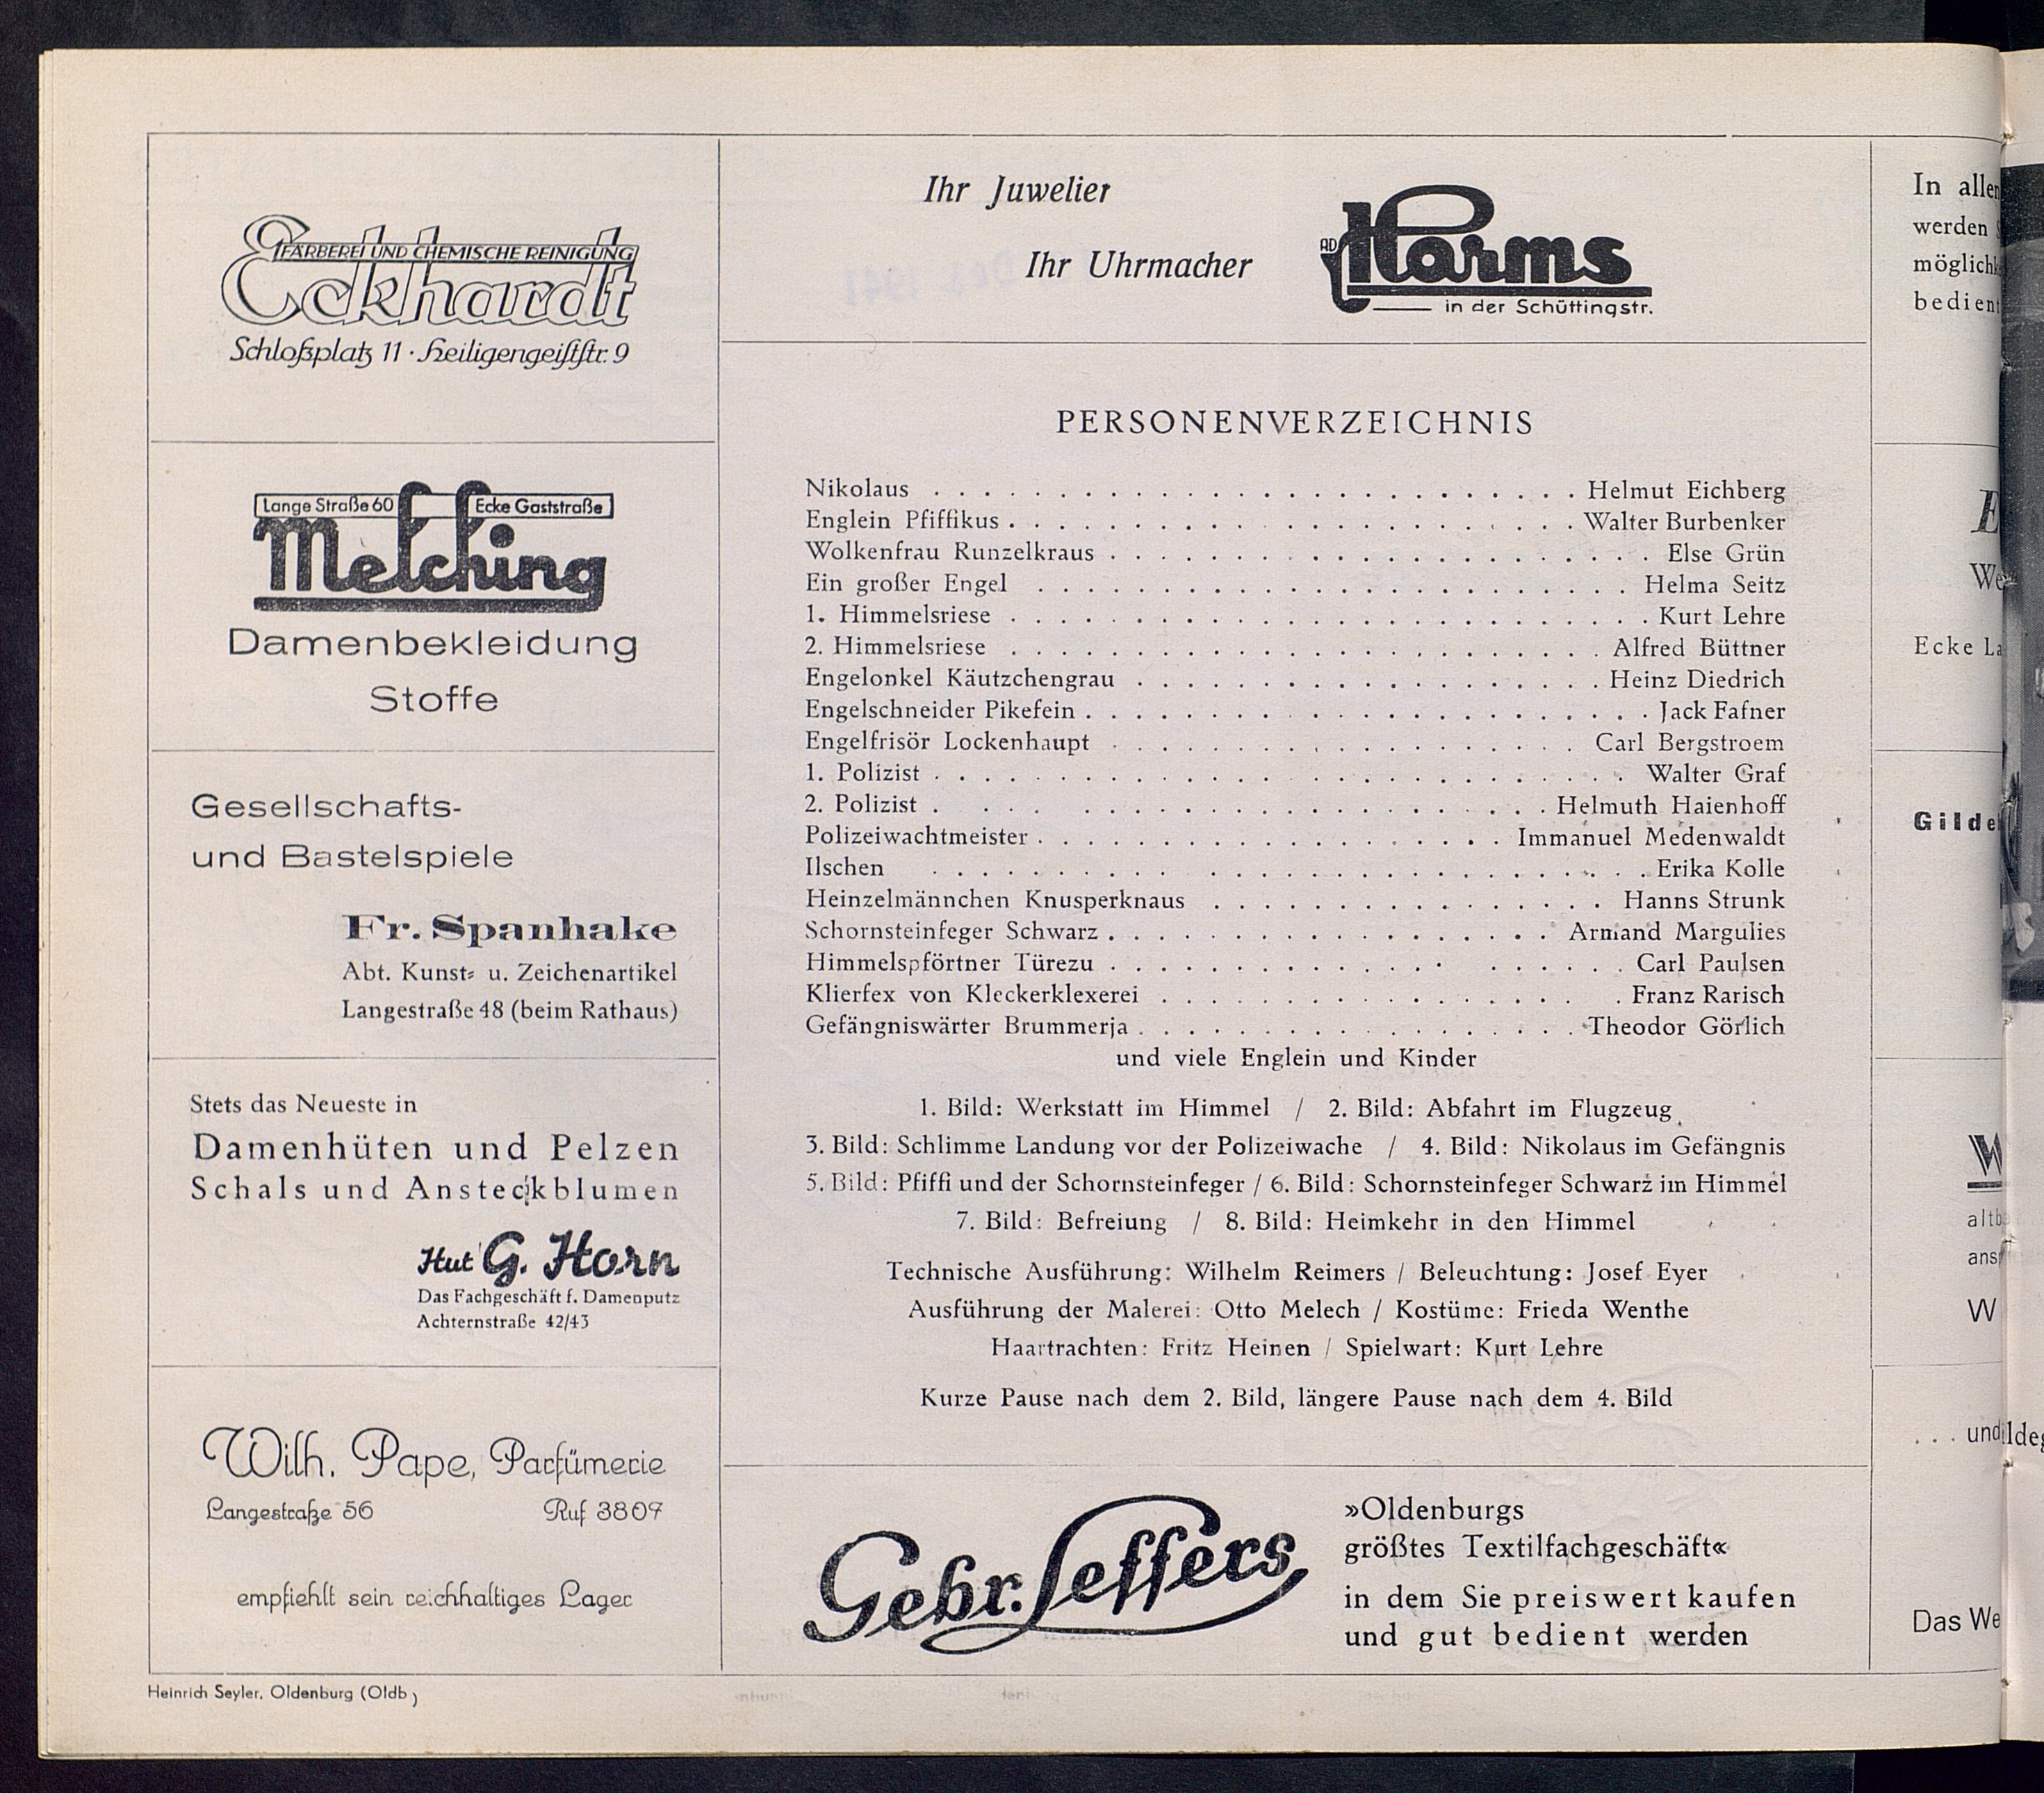 FÄRBEREI UND CHEMISCHE REINIGUNG
Eckhardt
Schloßplatz 11 · Heiligengeiststr. 9
Lange Straße 60 Ecke Gaststraße
Melching
Damenbekleidung
Stoffe
Gesellschafts-
und Bastelspiele
Fr. Spanhake
Abt. Kunst- u. Zeichenartikel
Langestraße 48 (beim Rathaus)
Stets das Neueste in
Damenhüten und Pelzen
Schals und Ansteckblumen
Hut G. Horn
Das Fachgeschäft f. Damenputz
Achternstraße 42/43
Wilh. Pape, Parfümerie
Langestraße 56 Ruf 3807
empfiehlt sein reichhaltiges Lager
Heinrich Seyler, Oldenburg (Oldb)
Ihr Juwelier
Ihr Uhrmacher
AD Harms
in der Schüttingstr.
PERSONENVERZEICHNIS
Nikolaus . . . . . . . . . . Helmut Eichberg
Englein Pfiffikus . . . . . . . . . . Walter Burbenker
Wolkenfrau Runzelkraus . . . . . . . . . . Else Grün
Ein großer Engel . . . . . . . . . . Helma Seitz
1. Himmelsriese . . . . . . . . . . Kurt Lehre
2. Himmelsriese . . . . . . . . . . Alfred Büttner
Engelonkel Käutzchengrau . . . . . . . . . . Heinz Diedrich
Engelschneider Pikefein . . . . . . . . . . Jack Fafner
Engelfrisör Lockenhaupt . . . . . . . . . . Carl Bergstroem
1. Polizist . . . . . . . . . . Walter Graf
2. Polizist . . . . . . . . . . Helmuth Haienhoff
Polizeiwachtmeister . . . . . . . . . . Immanuel Medenwaldt
Ilschen . . . . . . . . . . Erika Kolle
Heinzelmännchen Knusperknaus . . . . . . . . . . Hanns Strunk
Schornsteinfeger Schwarz . . . . . . . . . . Armand Margulies
Himmelspförtner Türezu . . . . . . . . . . Carl Paulsen
Klierfex von Kleckerklexerei . . . . . . . . . . Franz Rarisch
Gefängniswärter Brummerja . . . . . . . . . . Theodor Görlich
und viele Englein und Kinder
1. Bild: Werkstatt im Himmel / 2. Bild: Abfahrt im Flugzeug
3. Bild: Schlimme Landung vor der Polizeiwache / 4. Bild: Nikolaus im Gefängnis
5. Bild: Pfiffi und der Schornsteinfeger / 6. Bild: Schornsteinfeger Schwarz im Himmel
7. Bild: Befreiung / 8. Bild: Heimkehr in den Himmel
Technische Ausführung: Wilhelm Reimers / Beleuchtung: Josef Eyer
Ausführung der Malerei: Otto Melech / Kostüme: Frieda Wenthe
Haartrachten: Fritz Heinen / Spielwart: Kurt Lehre
Kurze Pause nach dem 2. Bild, längere Pause nach dem 4. Bild
Gebr. Leffers
»Oldenburgs
größtes Textilfachgeschäft«
in dem Sie preiswert kaufen
und gut bedient werden
In allen
werden
möglich
bedient
E
We
Ecke La
Gilde
W
altb
ans
W
. . . und
Das We